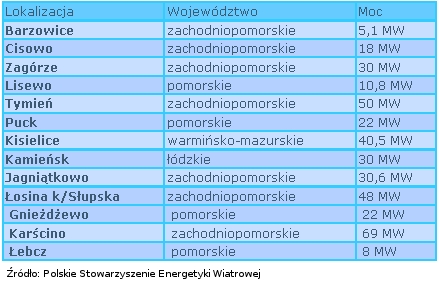 Lokalizacja Województwo Moc
Barzowice zachodniopomorskie 5,1 MW
Cisowo zachodniopomorskie 18 MW
Zagórze zachodniopomorskie 30 MW
Lisewo pomorskie 10,8 MW
Tymień zachodniopomorskie 50 MW
Puck pomorskie 22 MW
Kisielice warmińsko-mazurskie 40,5 MW
Kamieńsk łódzkie 30 MW
Jagniątkowo zachodniopomorskie 30,6 MW
Łosina k/Słupska zachodniopomorskie 48 MW
Gnieżdżewo pomorskie 22 MW
Karścino zachodniopomorskie 69 MW
Łebcz pomorskie 8 MW
Źródło: Polskie Stowarzyszenie Energetyki Wiatrowej